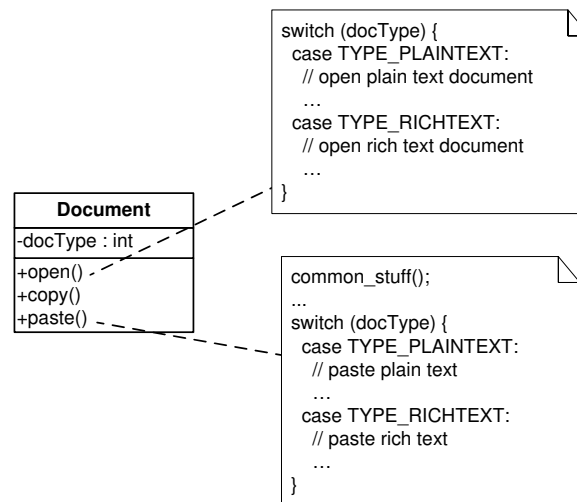 switch (docType) {
case TYPE_PLAINTEXT:
// open plain text document
…
case TYPE_RICHTEXT:
// open rich text document
…
}
Document
-docType : int
+open()
+copy()
+paste()
common_stuff();
...
switch (docType) {
case TYPE_PLAINTEXT:
// paste plain text
…
case TYPE_RICHTEXT:
// paste rich text
…
}